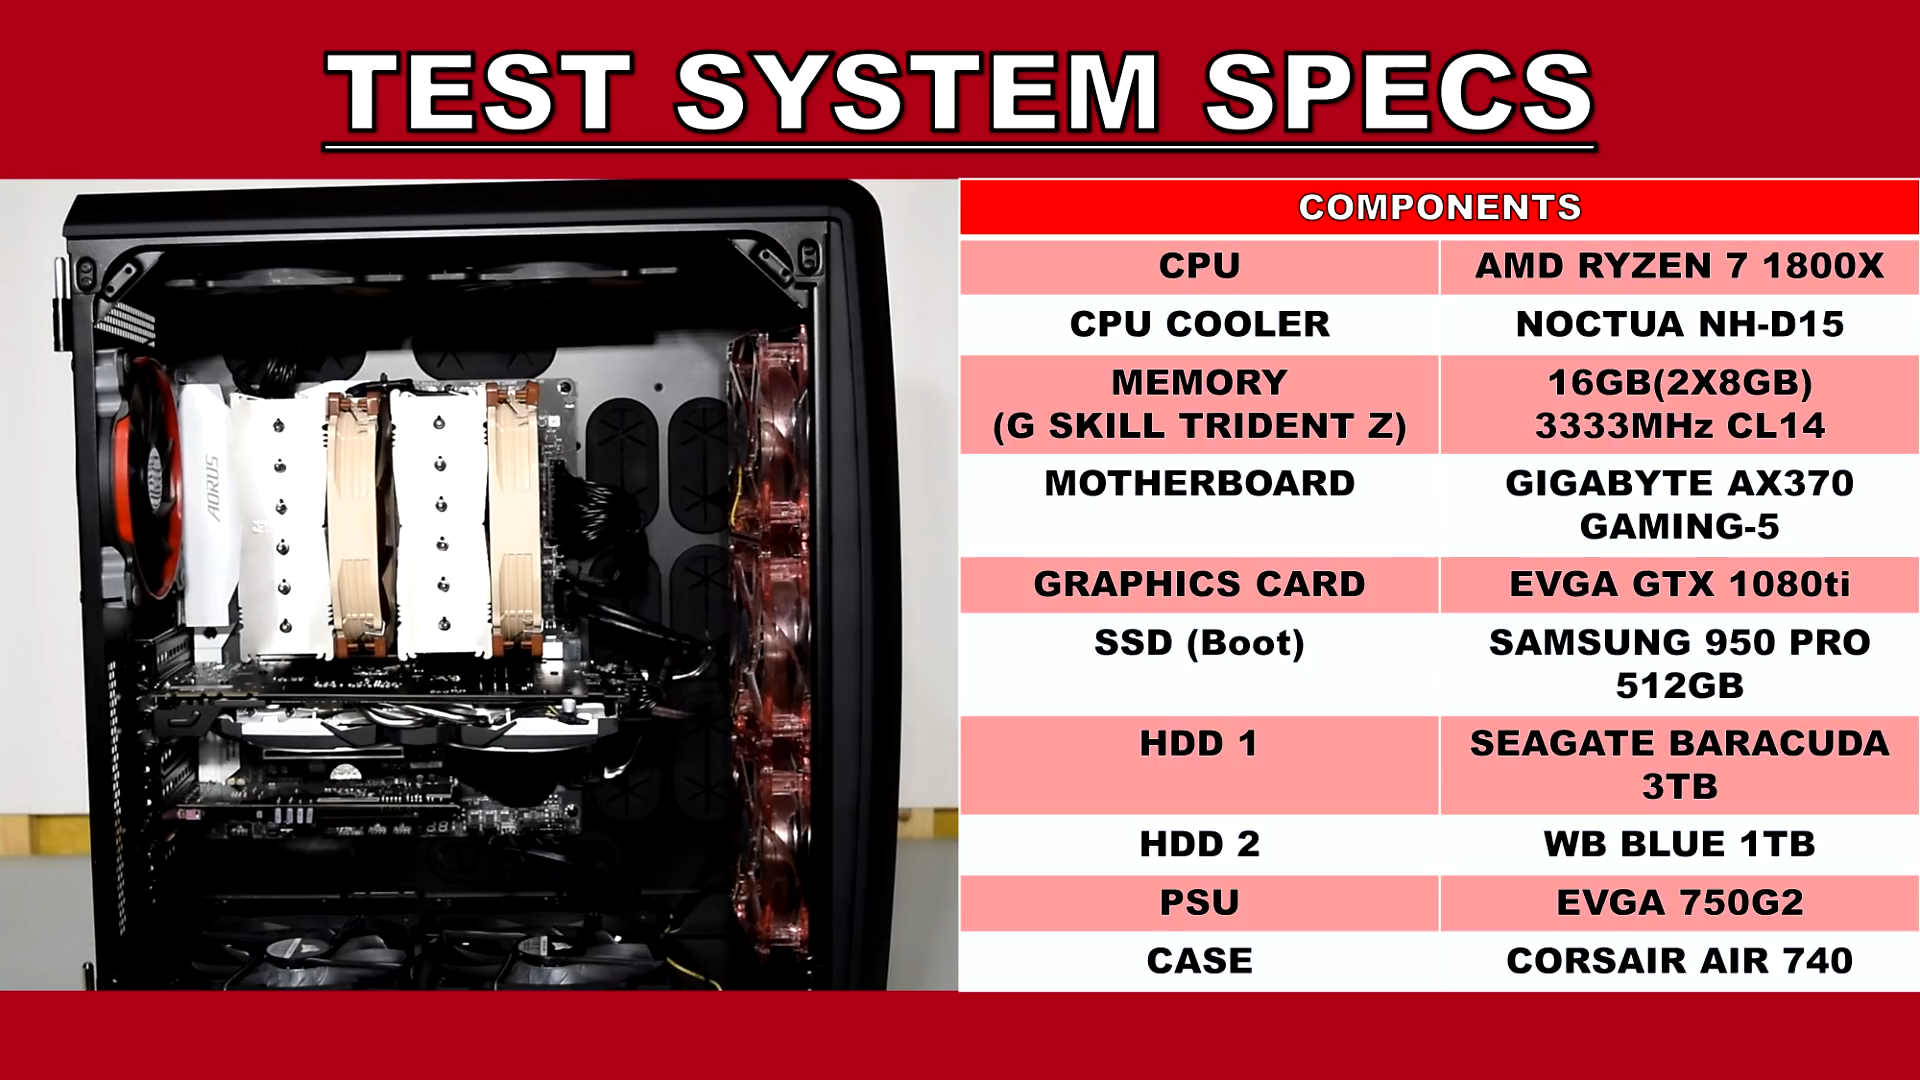 TEST SYSTEM SPECS
COMPONENTS
CPU
AMD RYZEN 7 1800X
CPU COOLER
NOCTUA NH-D15
MEMORY
(G SKILL TRIDENT Z)
16GB(2X8GB)
3333MHz CL14
MOTHERBOARD
GIGABYTE AX370
GAMING-5
GRAPHICS CARD
EVGA GTX 1080ti
SSD (Boot)
SAMSUNG 950 PRO
512GB
HDD 1
SEAGATE BARACUDA
3TB
HDD 2
WB BLUE 1TB
PSU
EVGA 750G2
CASE
CORSAIR AIR 740
AORUS